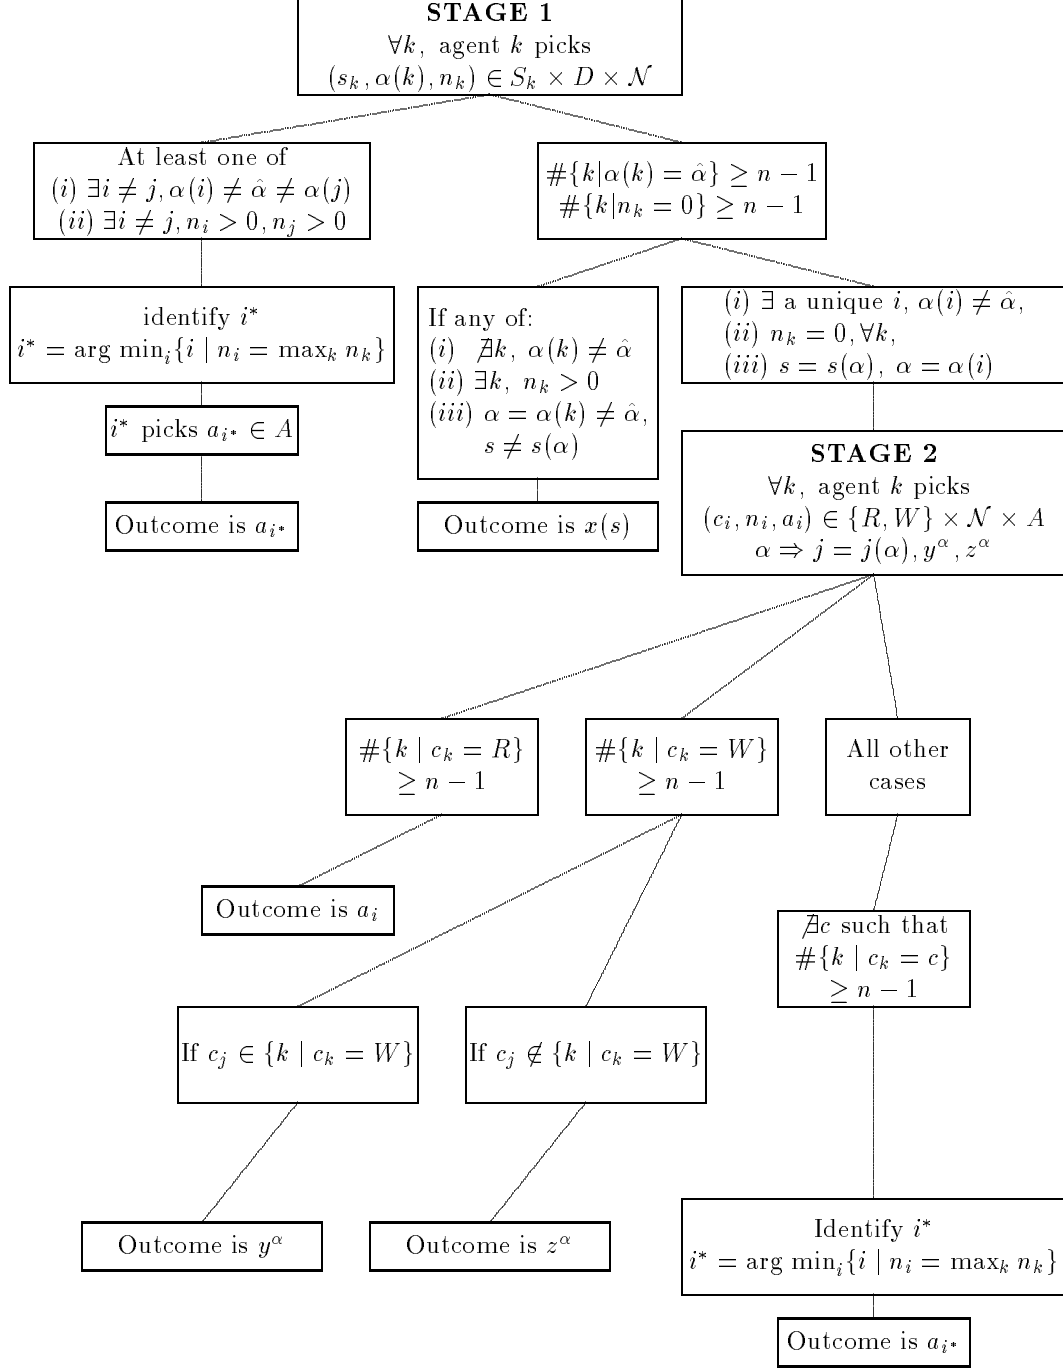 STAGE 1
∀k, agent k picks
(s_k, α(k), n_k) ∈ S_k × D × 𝒩
At least one of
(i) ∃i ≠ j, α(i) ≠ α̂ ≠ α(j)
(ii) ∃i ≠ j, n_i > 0, n_j > 0
#{k|α(k) = α̂} ≥ n − 1
#{k|n_k = 0} ≥ n − 1
identify i*
i* = arg min_i{i | n_i = max_k n_k}
If any of:
(i) ∄k, α(k) ≠ α̂
(ii) ∃k, n_k > 0
(iii) α = α(k) ≠ α̂,
s ≠ s(α)
(i) ∃ a unique i, α(i) ≠ α̂,
(ii) n_k = 0, ∀k,
(iii) s = s(α), α = α(i)
i* picks a_{i*} ∈ A
Outcome is a_{i*}
Outcome is x(s)
STAGE 2
∀k, agent k picks
(c_i, n_i, a_i) ∈ {R, W} × 𝒩 × A
α ⇒ j = j(α), y^α, z^α
#{k | c_k = R}
≥ n − 1
#{k | c_k = W}
≥ n − 1
All other
cases
Outcome is a_i
∄c such that
#{k | c_k = c}
≥ n − 1
If c_j ∈ {k | c_k = W}
If c_j ∉ {k | c_k = W}
Outcome is y^α
Outcome is z^α
Identify i*
i* = arg min_i{i | n_i = max_k n_k}
Outcome is a_{i*}